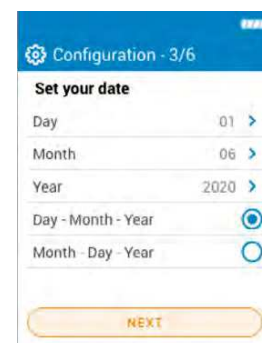 Configuration - 3/6
Set your date
Day 01 >
Month 06 >
Year 2020 >
Day - Month - Year
Month - Day - Year
NEXT